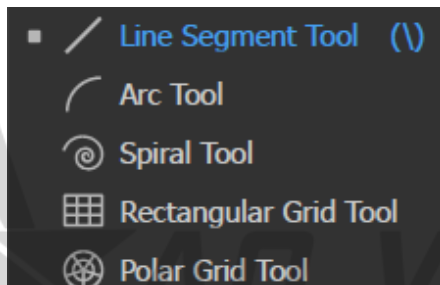 Line Segment Tool (\)
Arc Tool
Spiral Tool
Rectangular Grid Tool
Polar Grid Tool